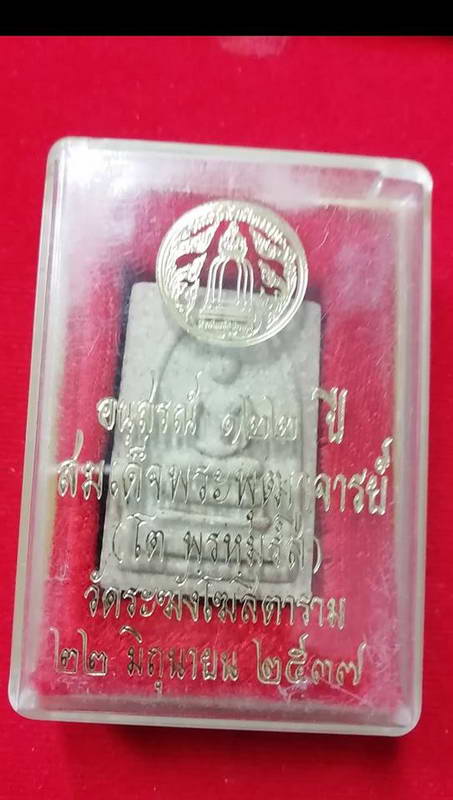 อนุสรณ์ ๑๒๒ ปี
สมเด็จพระพุฒาจารย์
(โต พฺรหฺมรํสี)
วัดระฆังโฆสิตาราม
๒๒ มิถุนายน ๒๕๓๗